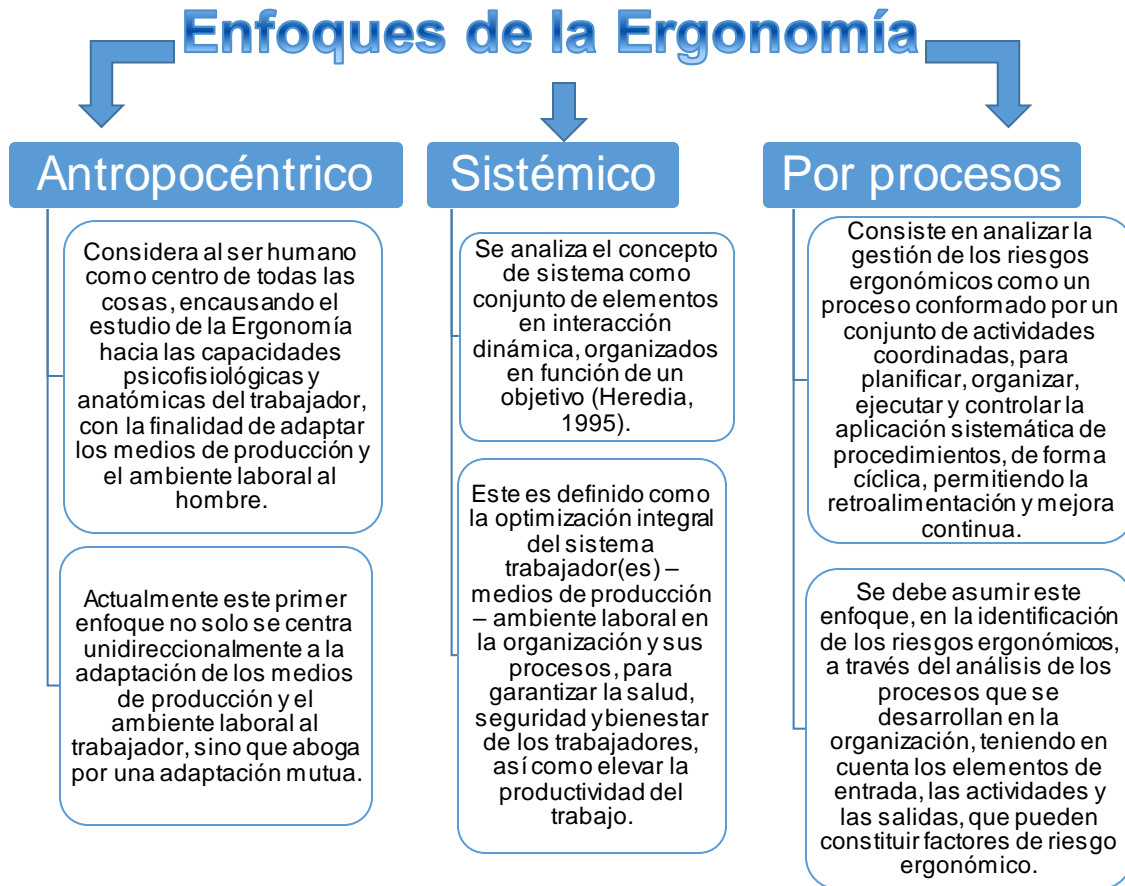 Enfoques de la Ergonomía
Antropocéntrico
Considera al ser humano
como centro de todas las
cosas, encausando el
estudio de la Ergonomía
hacia las capacidades
psicofisiológicas y
anatómicas del trabajador,
con la finalidad de adaptar
los medios de producción y
el ambiente laboral al
hombre.
Actualmente este primer
enfoque no solo se centra
unidireccionalmente a la
adaptación de los medios
de producción y el
ambiente laboral al
trabajador, sino que aboga
por una adaptación mutua.
Sistémico
Se analiza el concepto
de sistema como
conjunto de elementos
en interacción
dinámica, organizados
en función de un
objetivo (Heredia,
1995).
Este es definido como
la optimización integral
del sistema
trabajador(es) –
medios de producción
– ambiente laboral en
la organización y sus
procesos, para
garantizar la salud,
seguridad y bienestar
de los trabajadores,
así como elevar la
productividad del
trabajo.
Por procesos
Consiste en analizar la
gestión de los riesgos
ergonómicos como un
proceso conformado por un
conjunto de actividades
coordinadas, para
planificar, organizar,
ejecutar y controlar la
aplicación sistemática de
procedimientos, de forma
cíclica, permitiendo la
retroalimentación y mejora
continua.
Se debe asumir este
enfoque, en la identificación
de los riesgos ergonómicos,
a través del análisis de los
procesos que se
desarrollan en la
organización, teniendo en
cuenta los elementos de
entrada, las actividades y
las salidas, que pueden
constituir factores de riesgo
ergonómico.